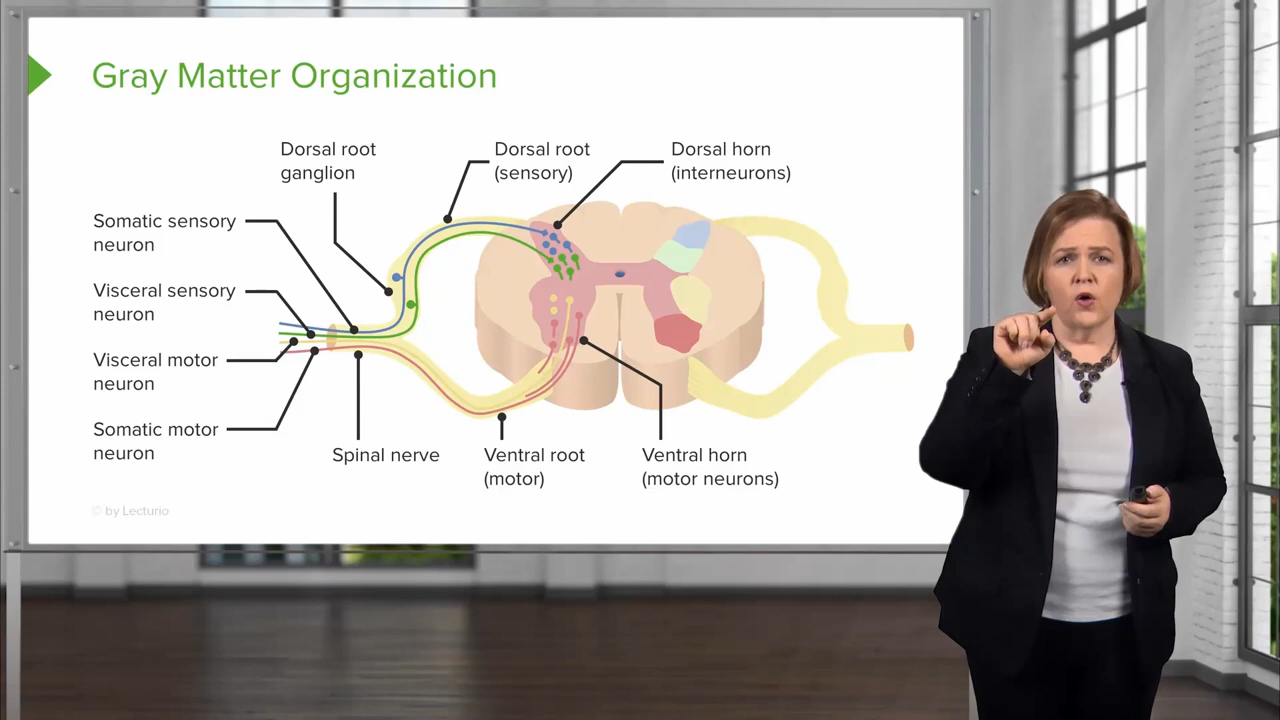 Gray Matter Organization
Dorsal root
ganglion
Dorsal root
(sensory)
Dorsal horn
(interneurons)
Somatic sensory
neuron
Visceral sensory
neuron
Visceral motor
neuron
Somatic motor
neuron
Spinal nerve
Ventral root
(motor)
Ventral horn
(motor neurons)
© by Lecturio